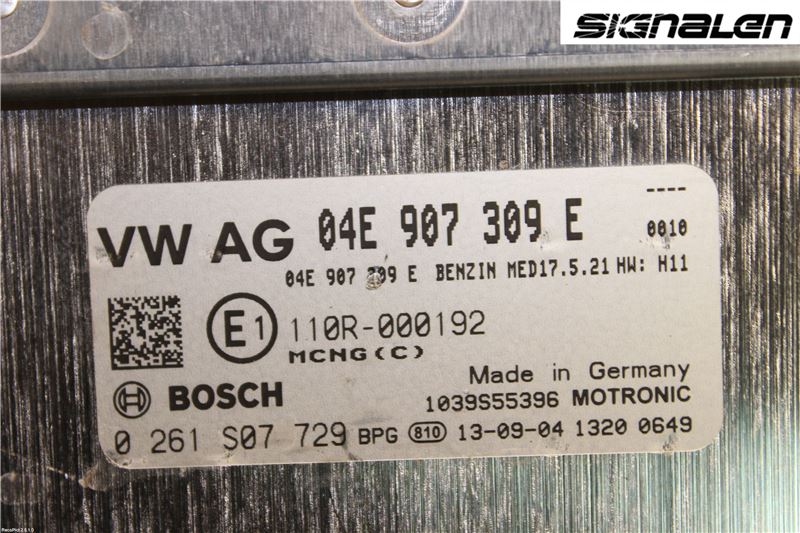 SIGNALEN
----
VW AG 04E 907 309 E 0010
04E 907 309 E BENZIN MED17.5.21 HW: H11
E1 110R-000192
MCNG(C)
Made in Germany
BOSCH 1039S55396 MOTRONIC
0 261 S07 729 BPG 810 13-09-04 1320 0649